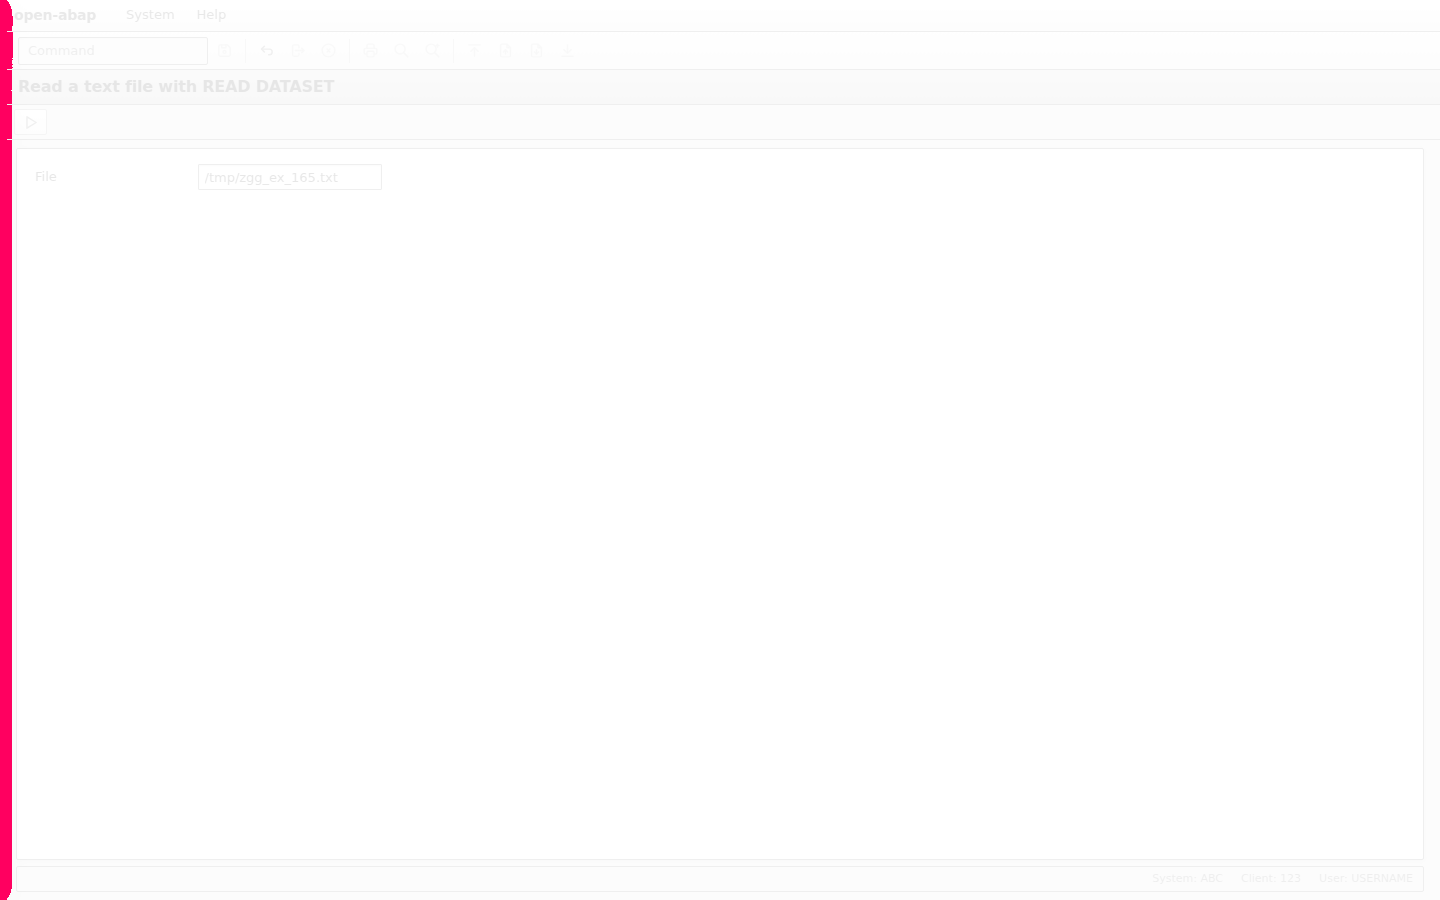 open-abap System Help
Command
Read a text file with READ DATASET
File /tmp/zgg_ex_165.txt
System: ABC Client: 123 User: USERNAME